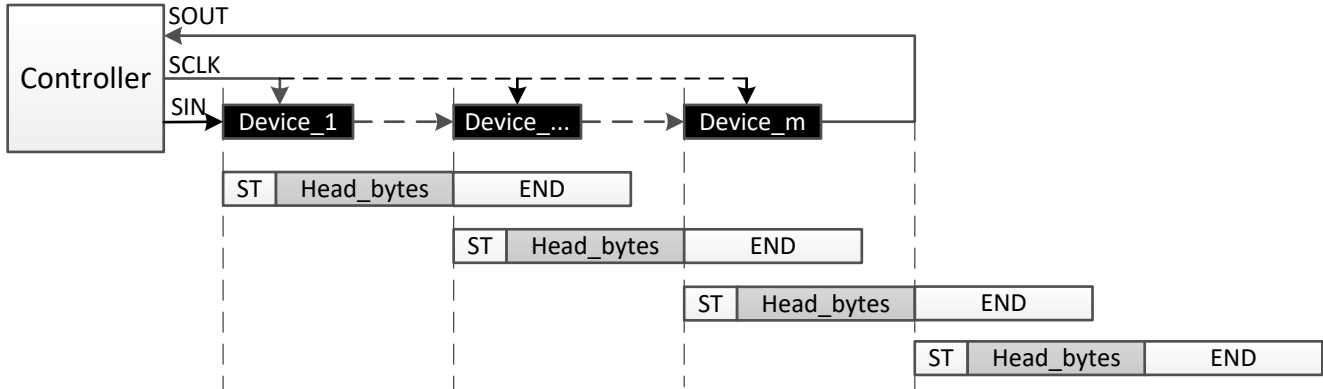 SOUT
Controller
SCLK
SIN
Device_1
Device_...
Device_m
ST Head_bytes END
ST Head_bytes END
ST Head_bytes END
ST Head_bytes END